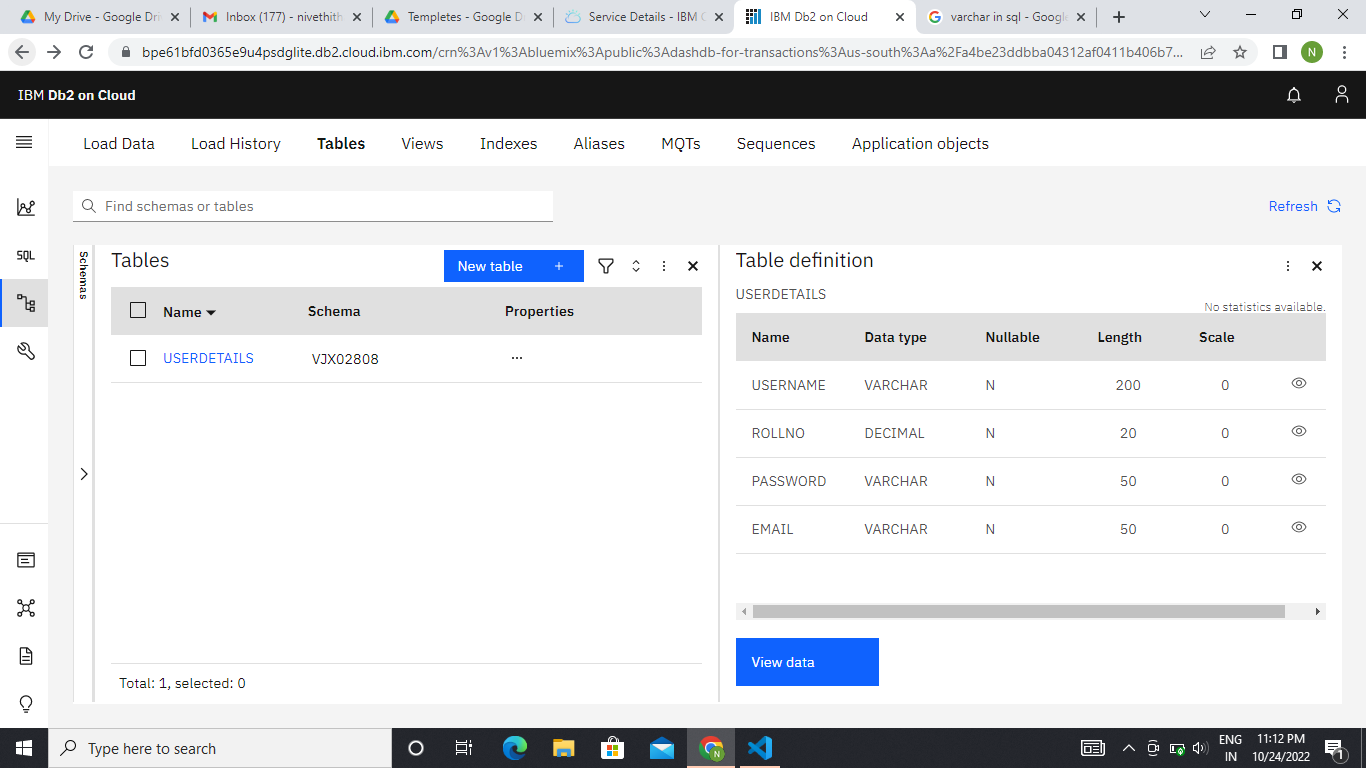 My Drive - Google Dri
Inbox (177) - nivethith
Templetes - Google D
Service Details - IBM C
IBM Db2 on Cloud
varchar in sql - Google
bpe61bfd0365e9u4psdglite.db2.cloud.ibm.com/crn%3Av1%3Abluemix%3Apublic%3Adashdb-for-transactions%3Aus-south%3Aa%2Fa4be23ddbba04312af0411b406b7...
N
IBM Db2 on Cloud
Load Data Load History Tables Views Indexes Aliases MQTs Sequences Application objects
Find schemas or tables
Refresh
SQL
Schemas
Tables
New table +
Name Schema Properties
USERDETAILS VJX02808 ...
Total: 1, selected: 0
Table definition
USERDETAILS
No statistics available.
Name Data type Nullable Length Scale
USERNAME VARCHAR N 200 0
ROLLNO DECIMAL N 20 0
PASSWORD VARCHAR N 50 0
EMAIL VARCHAR N 50 0
View data
Type here to search
N
ENG
IN
11:12 PM
10/24/2022
1